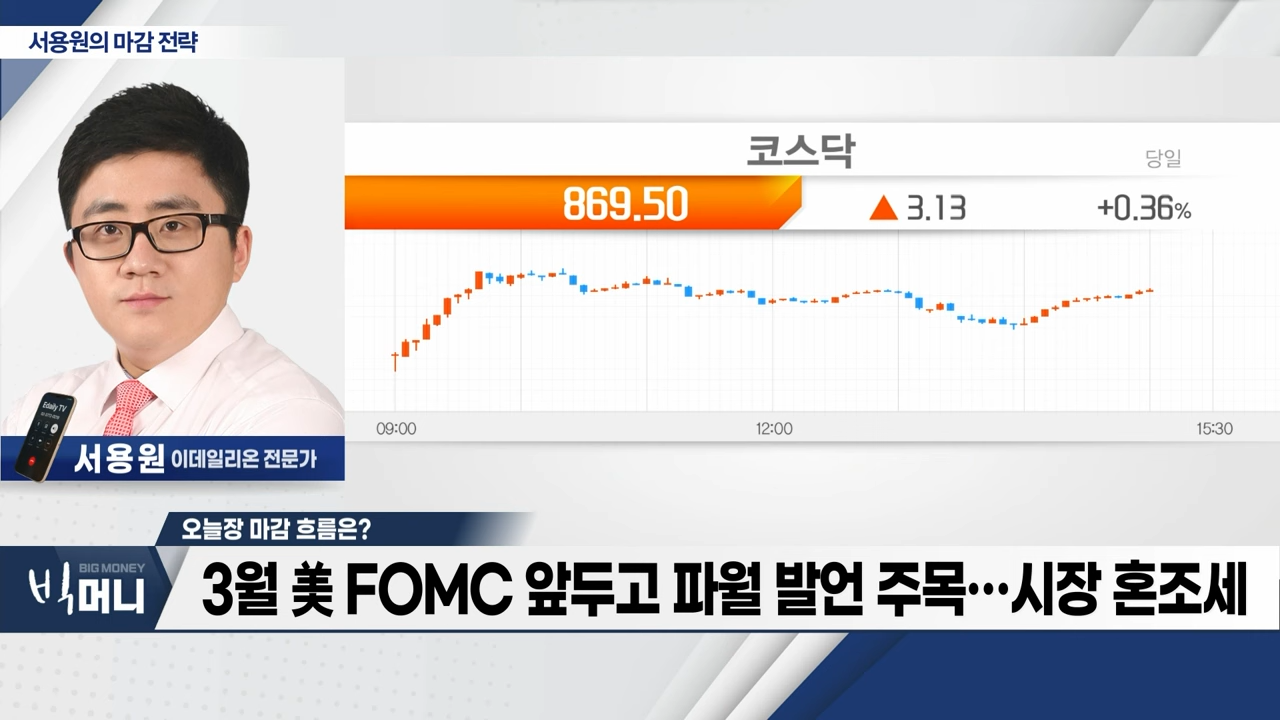 서용원의 마감 전략
코스닥
당일
869.50
▲ 3.13
+0.36%
09:00
12:00
15:30
Edaily TV
서용원 이데일리온 전문가
오늘장 마감 흐름은?
BIG MONEY
빅머니
3월 美 FOMC 앞두고 파월 발언 주목…시장 혼조세